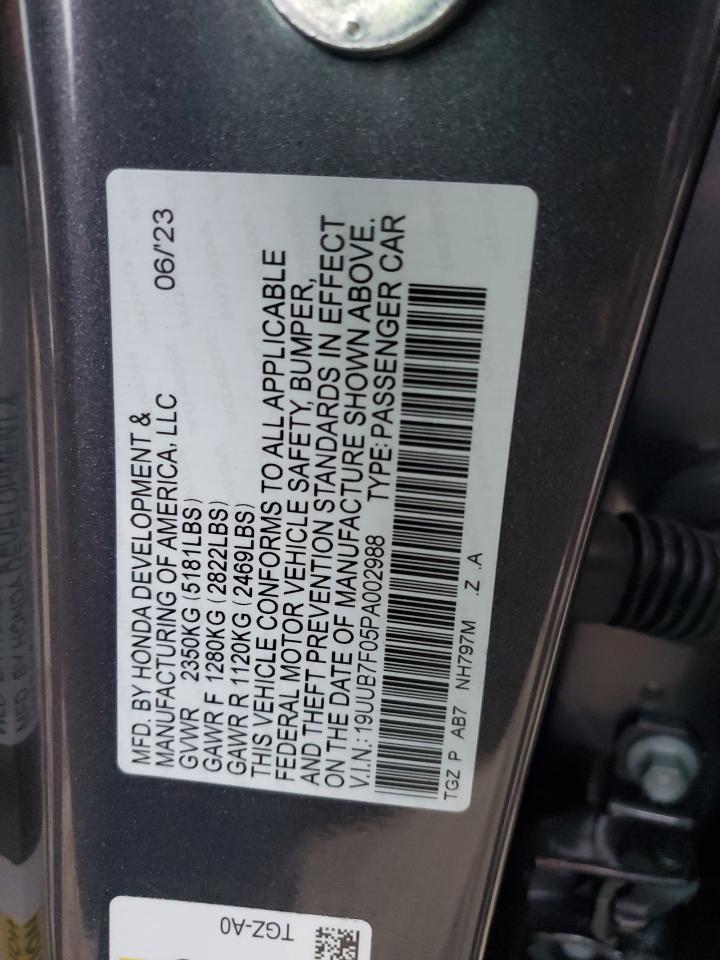 MFD. BY HONDA DEVELOPMENT &
MANUFACTURING OF AMERICA, LLC 06/'23
GVWR 2350KG (5181LBS)
GAWR F 1280KG (2822LBS)
GAWR R 1120KG (2469LBS)
THIS VEHICLE CONFORMS TO ALL APPLICABLE
FEDERAL MOTOR VEHICLE SAFETY, BUMPER,
AND THEFT PREVENTION STANDARDS IN EFFECT
ON THE DATE OF MANUFACTURE SHOWN ABOVE.
V.I.N.: 19UUB7F05PA002988 TYPE: PASSENGER CAR
TGZ P AB7 NH797M .Z .A
TGZ-A0